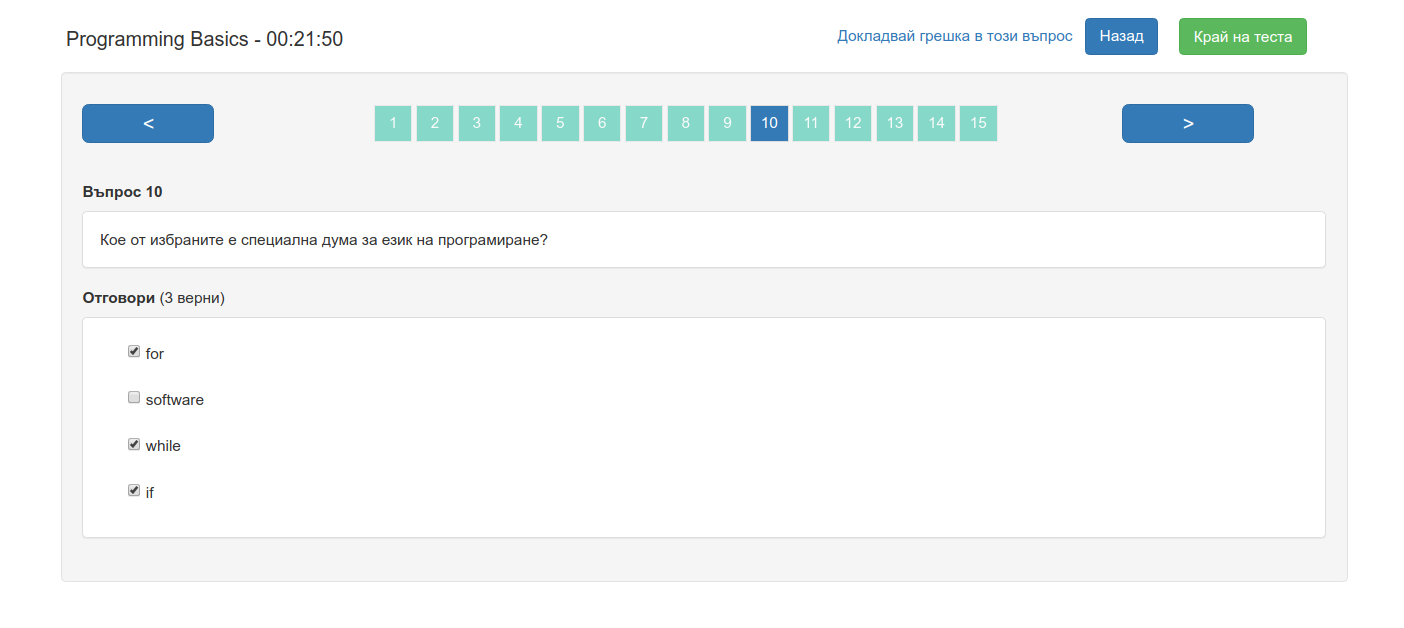 Programming Basics - 00:21:50
Докладвай грешка в този въпрос
Назад
Край на теста
<
1 2 3 4 5 6 7 8 9 10 11 12 13 14 15
>
Въпрос 10
Кое от избраните е специална дума за език на програмиране?
Отговори (3 верни)
for
software
while
if